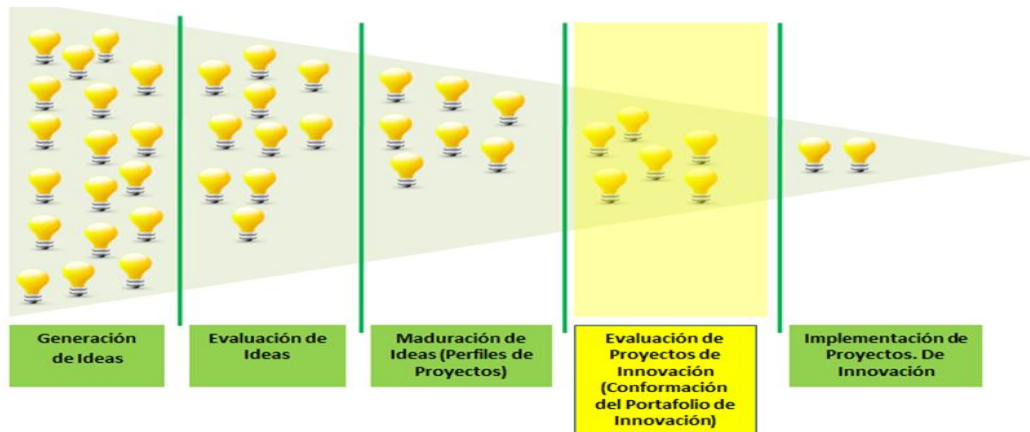 Generación
de Ideas
Evaluación de
Ideas
Maduración de
Ideas (Perfiles de
Proyectos)
Evaluación de
Proyectos de
Innovación
(Conformación
del Portafolio de
Innovación)
Implementación de
Proyectos. De
Innovación